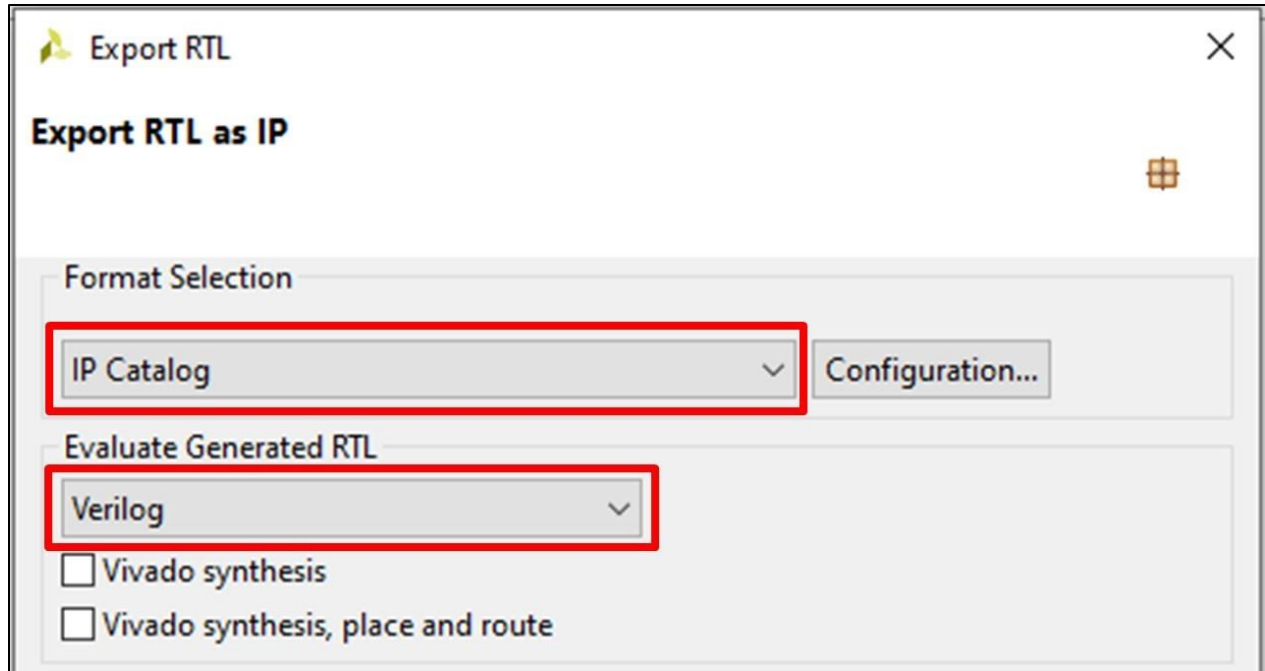 Export RTL
Export RTL as IP
Format Selection
IP Catalog
Configuration...
Evaluate Generated RTL
Verilog
Vivado synthesis
Vivado synthesis, place and route